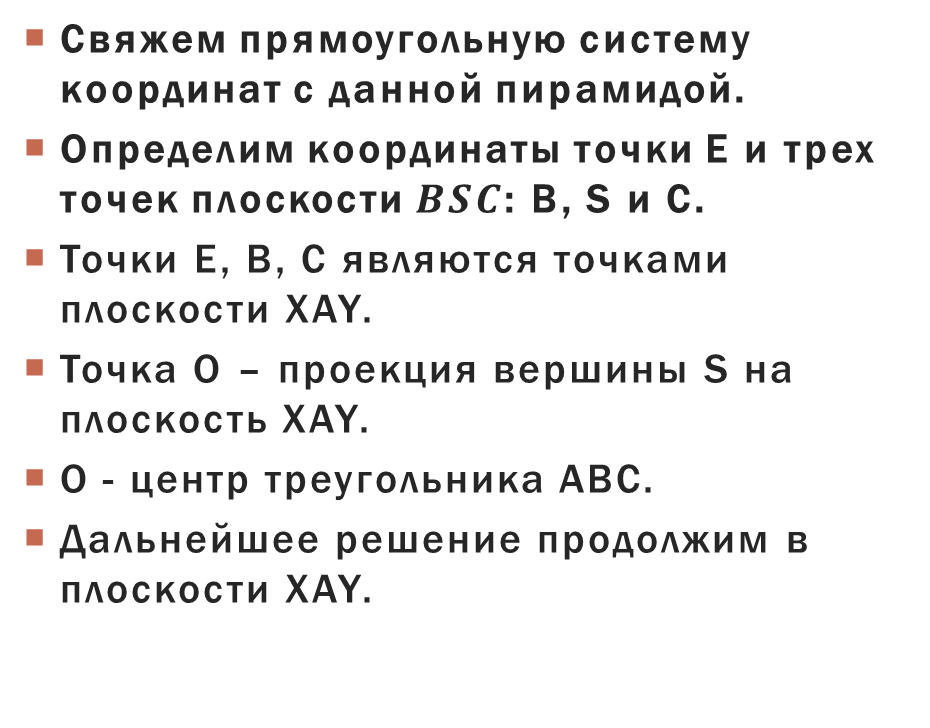 Свяжем прямоугольную систему
координат с данной пирамидой.
Определим координаты точки E и трех
точек плоскости BSC: B, S и C.
Точки E, B, C являются точками
плоскости XAY.
Точка O – проекция вершины S на
плоскость XAY.
O - центр треугольника ABC.
Дальнейшее решение продолжим в
плоскости XAY.